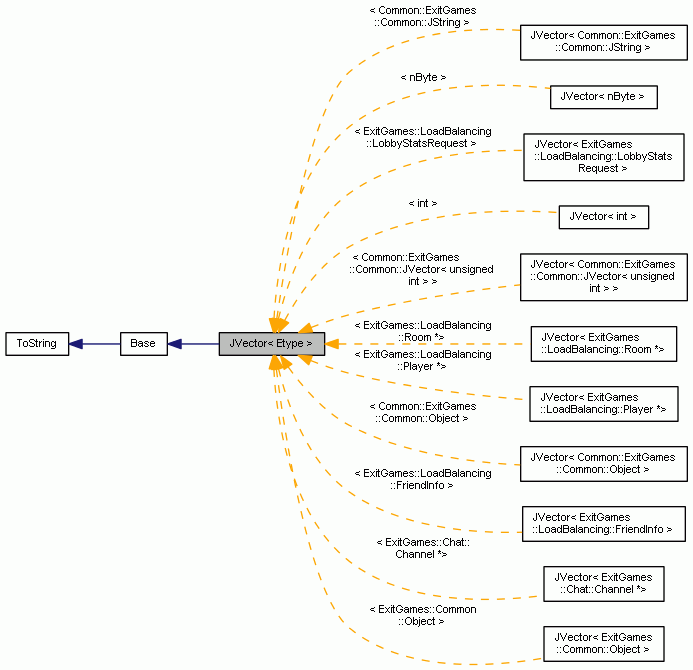 < Common::ExitGames
::Common::JString >
JVector< Common::ExitGames
::Common::JString >
< nByte >
JVector< nByte >
< ExitGames::LoadBalancing
::LobbyStatsRequest >
JVector< ExitGames
::LoadBalancing::LobbyStats
Request >
< int >
JVector< int >
< Common::ExitGames
::Common::JVector< unsigned
int > >
JVector< Common::ExitGames
::Common::JVector< unsigned
int > >
ToString
Base
JVector< Etype >
< ExitGames::LoadBalancing
::Room *>
JVector< ExitGames
::LoadBalancing::Room *>
< ExitGames::LoadBalancing
::Player *>
JVector< ExitGames
::LoadBalancing::Player *>
< Common::ExitGames
::Common::Object >
JVector< Common::ExitGames
::Common::Object >
< ExitGames::LoadBalancing
::FriendInfo >
JVector< ExitGames
::LoadBalancing::FriendInfo >
< ExitGames::Chat::
Channel *>
JVector< ExitGames
::Chat::Channel *>
< ExitGames::Common
::Object >
JVector< ExitGames
::Common::Object >